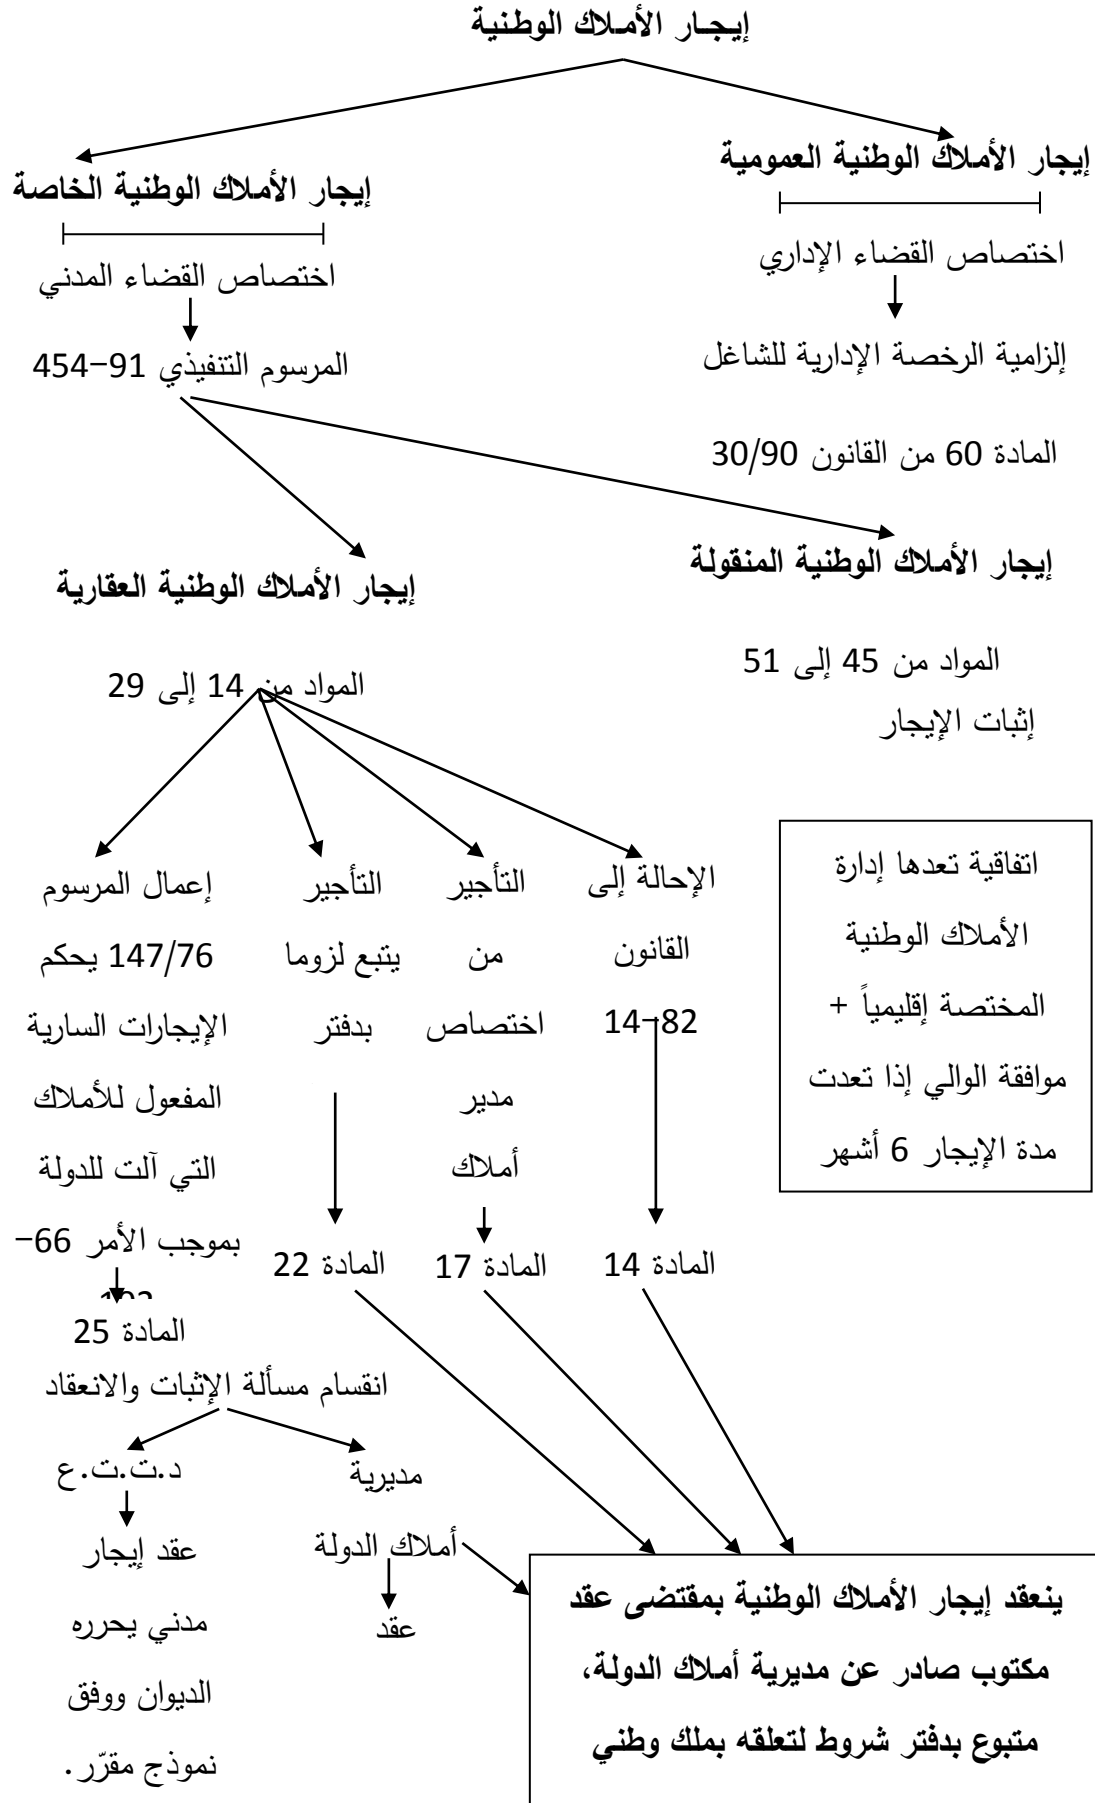 إيجار الأملاك الوطنية
إيجار الأملاك الوطنية العمومية
اختصاص القضاء الإداري
إلزامية الرخصة الإدارية للشاغل
المادة 60 من القانون 30/90
إيجار الأملاك الوطنية الخاصة
اختصاص القضاء المدني
المرسوم التنفيذي 91-454
إيجار الأملاك الوطنية المنقولة
المواد من 45 إلى 51
إثبات الإيجار
اتفاقية تعدها إدارة
الأملاك الوطنية
المختصة إقليمياً +
موافقة الوالي إذا تعدت
مدة الإيجار 6 أشهر
إيجار الأملاك الوطنية العقارية
المواد من 14 إلى 29
الإحالة إلى
القانون
82-14
المادة 14
التأجير
من
اختصاص
مدير
أملاك
المادة 17
التأجير
يتبع لزوما
بدفتر
المادة 22
إعمال المرسوم
147/76 يحكم
الإيجارات السارية
المفعول للأملاك
التي آلت للدولة
بموجب الأمر 66-
المادة 25
انقسام مسألة الإثبات والانعقاد
مديرية
أملاك الدولة
عقد
د.ت.ت.ع
عقد إيجار
مدني يحرره
الديوان ووفق
نموذج مقرّر.
ينعقد إيجار الأملاك الوطنية بمقتضى عقد
مكتوب صادر عن مديرية أملاك الدولة،
متبوع بدفتر شروط لتعلقه بملك وطني